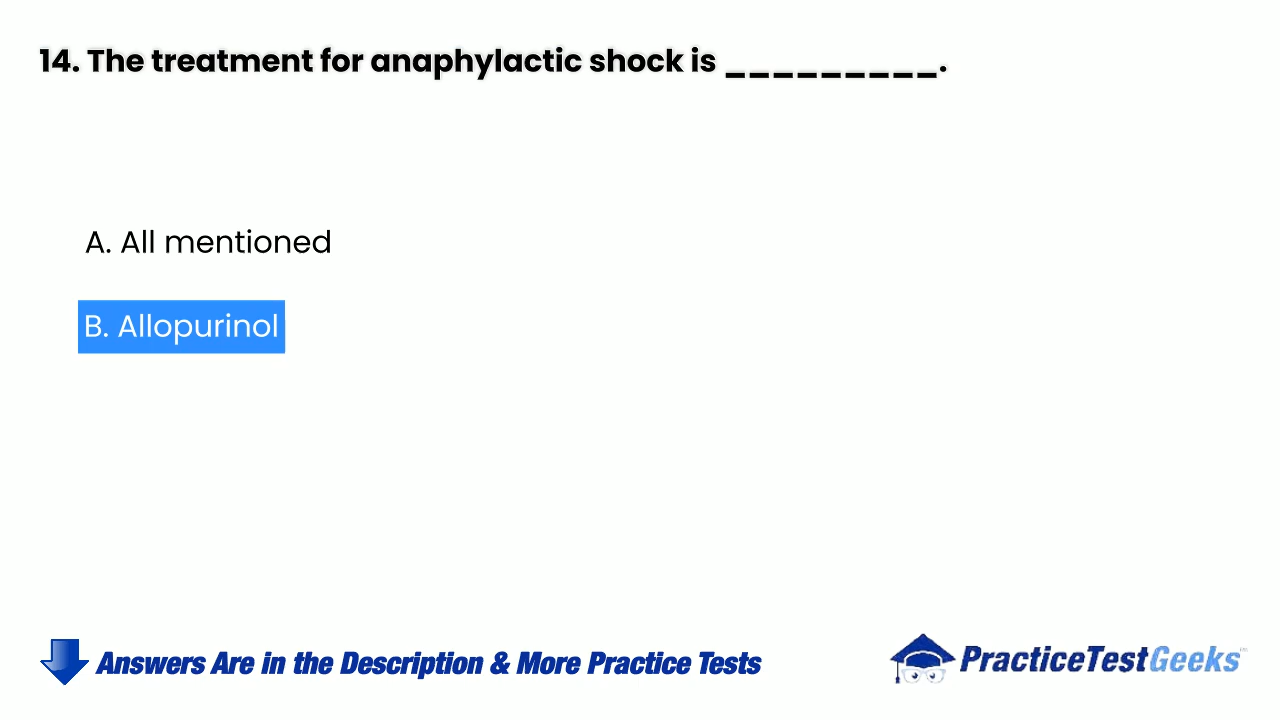 14. The treatment for anaphylactic shock is _________.
A. All mentioned
B. Allopurinol
Answers Are in the Description & More Practice Tests
PracticeTestGeeks